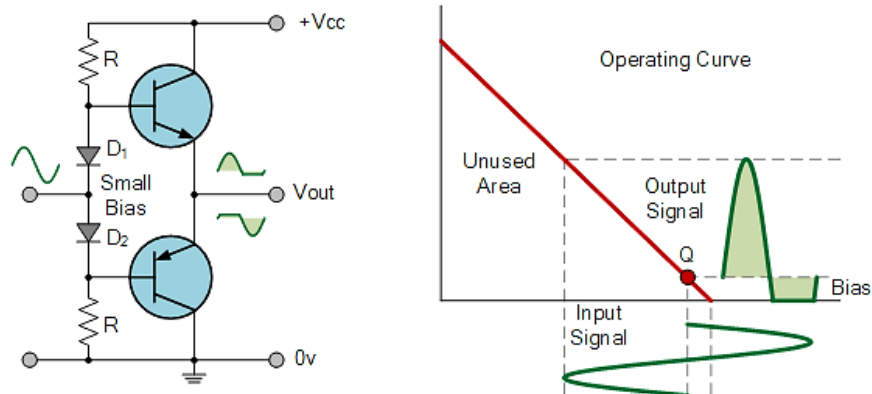 +Vcc
R
D₁
Small
Bias
Vout
D₂
R
0v
Operating Curve
Unused
Area
Output
Signal
Q
Bias
Input
Signal